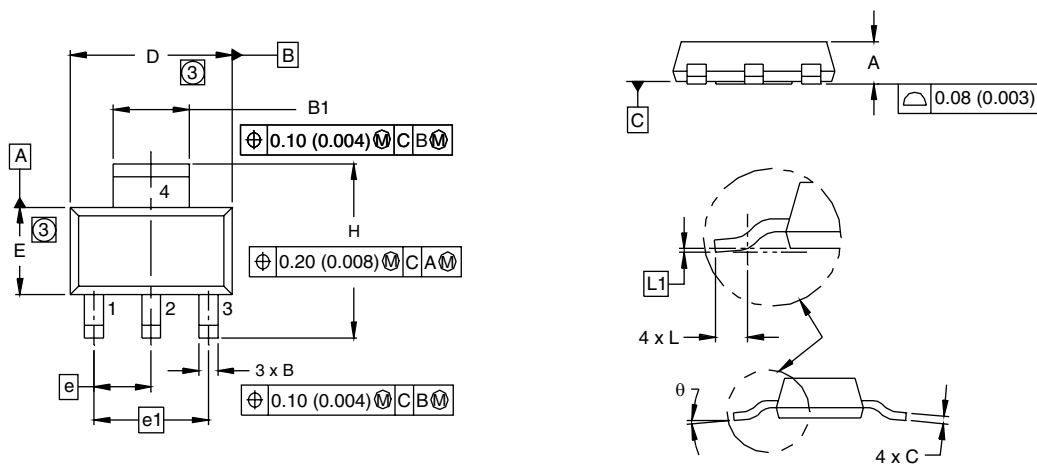 D
B
3
B1
⌖ 0.10 (0.004) Ⓜ C B Ⓜ
A
4
3
E
H
⌖ 0.20 (0.008) Ⓜ C A Ⓜ
1 2 3
e
3 x B
e1
⌖ 0.10 (0.004) Ⓜ C B Ⓜ
A
C
⌓ 0.08 (0.003)
L1
4 x L
θ
4 x C